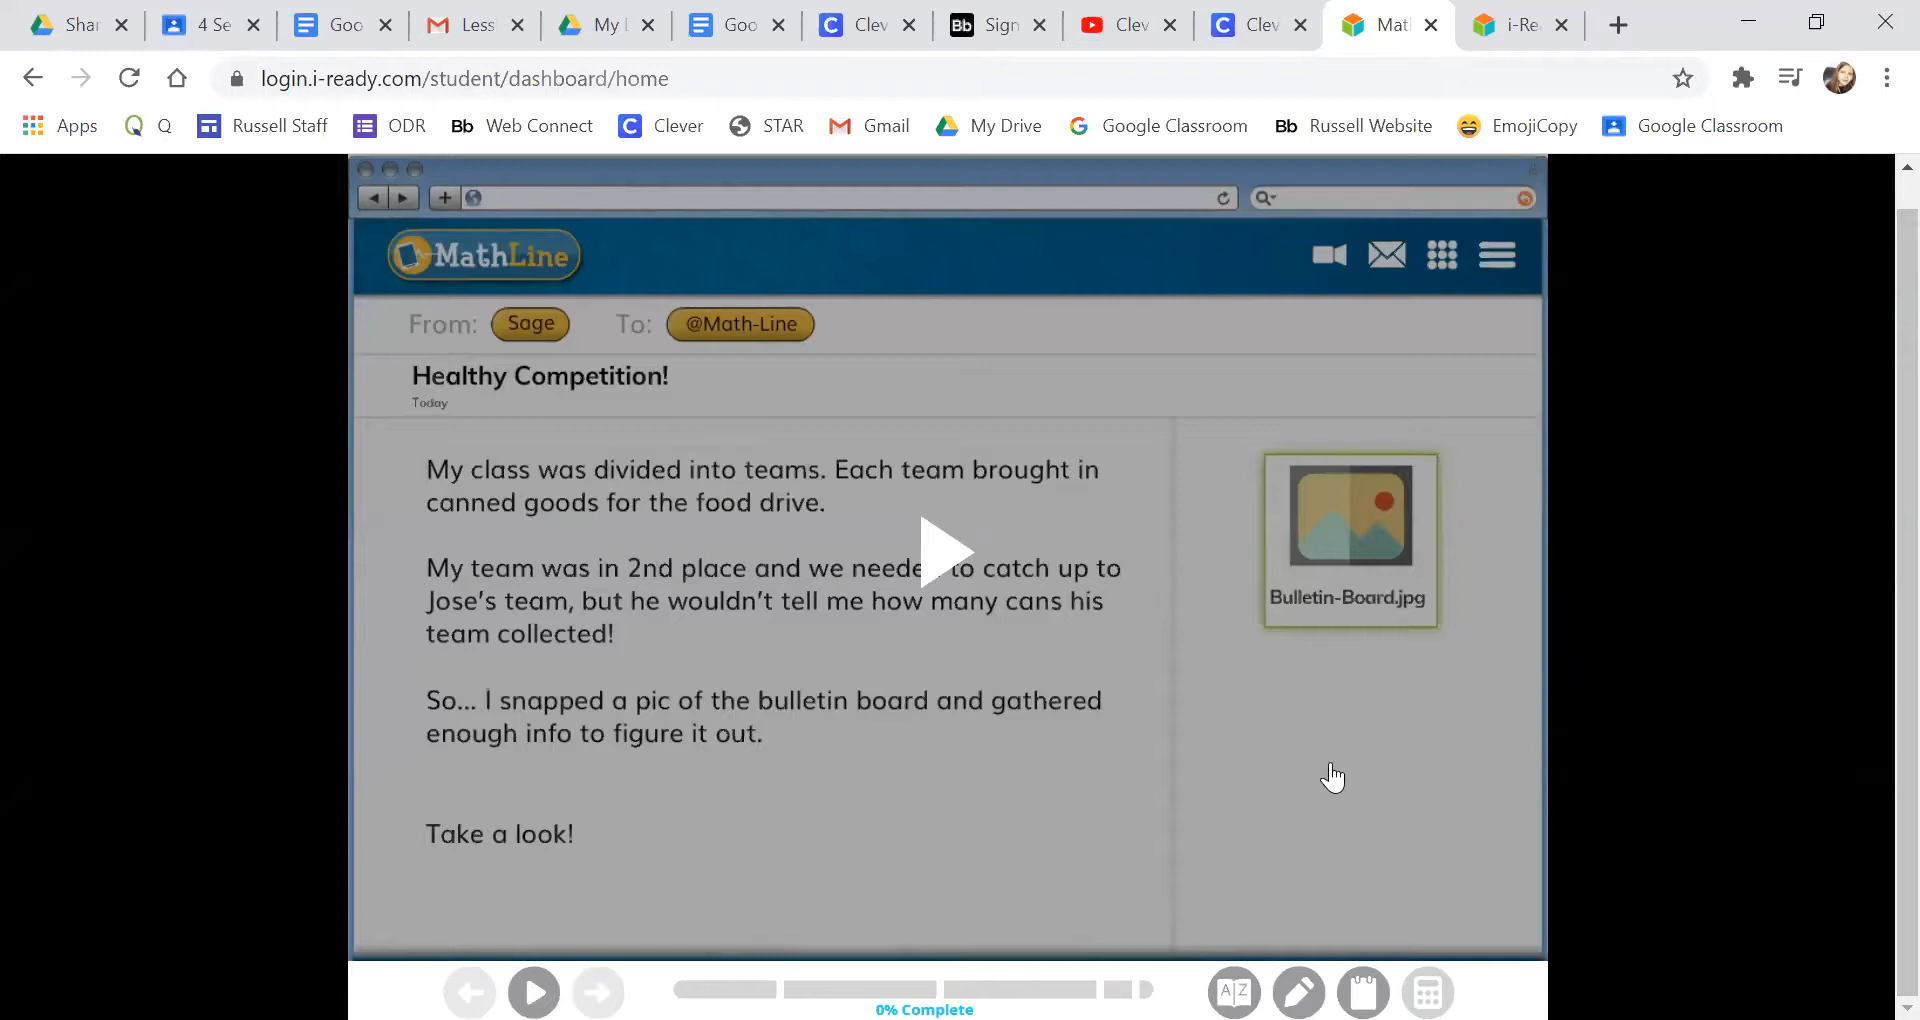 Shar
4 Se
Goo
Less
My L
Goo
Clev
Bb Sign
Clev
Clev
Mat
i-Re
login.i-ready.com/student/dashboard/home
Apps Q Q Russell Staff ODR Bb Web Connect C Clever STAR Gmail My Drive G Google Classroom Bb Russell Website EmojiCopy Google Classroom
MathLine
From: Sage To: @Math-Line
Healthy Competition!
Today
My class was divided into teams. Each team brought in
canned goods for the food drive.
My team was in 2nd place and we needed to catch up to
Jose's team, but he wouldn't tell me how many cans his
team collected!
So... I snapped a pic of the bulletin board and gathered
enough info to figure it out.
Take a look!
Bulletin-Board.jpg
A|Z
0% Complete